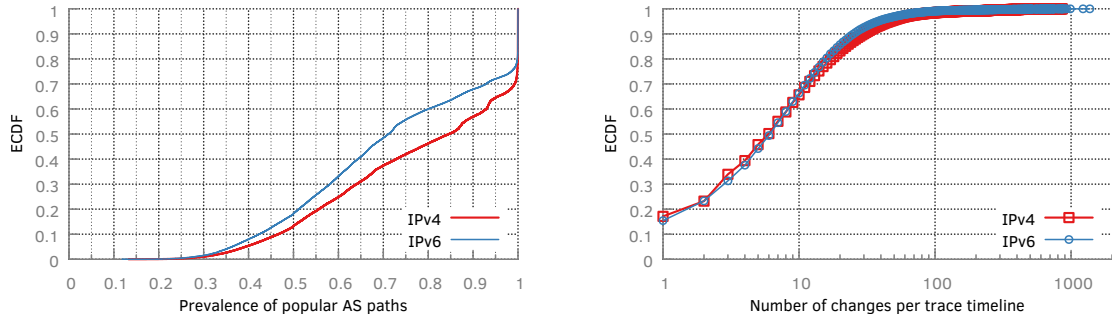 1
0.9
0.8
0.7
0.6
0.5
0.4
0.3
0.2
0.1
0
ECDF
IPv4
IPv6
0 0.1 0.2 0.3 0.4 0.5 0.6 0.7 0.8 0.9 1
Prevalence of popular AS paths
1
0.9
0.8
0.7
0.6
0.5
0.4
0.3
0.2
0.1
0
ECDF
IPv4
IPv6
1 10 100 1000
Number of changes per trace timeline